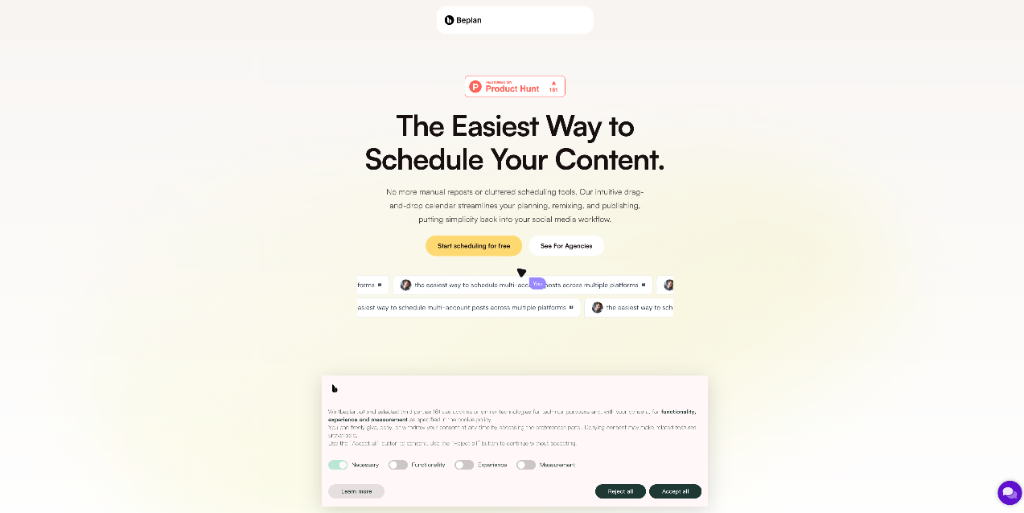 Beplan
FEATURED ON
Product Hunt
161
The Easiest Way to
Schedule Your Content.
No more manual reposts or cluttered scheduling tools. Our intuitive drag-
and-drop calendar streamlines your planning, remixing, and publishing,
putting simplicity back into your social media workflow.
Start scheduling for free
See For Agencies
forms "
the easiest way to schedule multi-acc
You
posts across multiple platforms "
easiest way to schedule multi-account posts across multiple platforms "
the easiest way to sch
We (beplan.ai) and selected third parties (6) use cookies or similar technologies for technical purposes and, with your consent, for functionality,
experience and measurement as specified in the cookie policy.
You can freely give, deny, or withdraw your consent at any time by accessing the preferences panel. Denying consent may make related features
unavailable.
Use the "Accept all" button to consent. Use the "Reject all" button to continue without accepting.
Necessary
Functionality
Experience
Measurement
Learn more
Reject all
Accept all